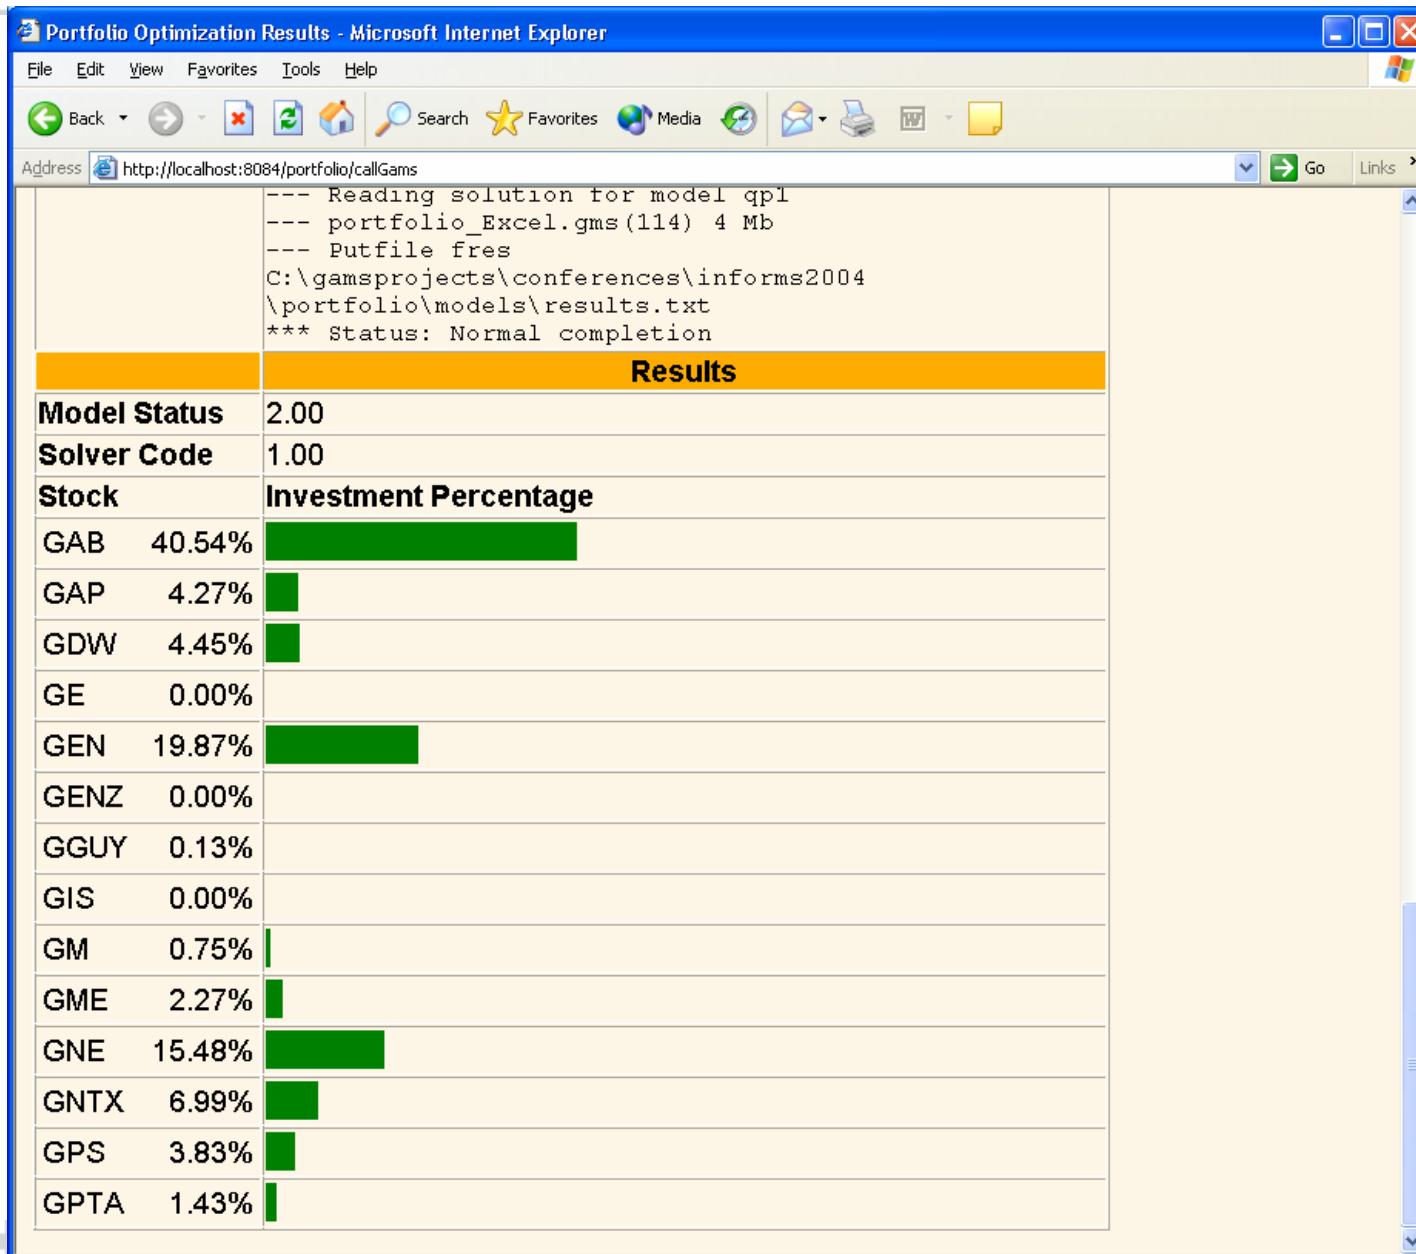 Portfolio Optimization Results - Microsoft Internet Explorer
File Edit View Favorites Tools Help
Back Search Favorites Media
Address http://localhost:8084/portfolio/callGams Go Links »
--- Reading solution for model qp1
--- portfolio_Excel.gms(114) 4 Mb
--- Putfile fres
C:\gamsprojects\conferences\informs2004
\portfolio\models\results.txt
*** Status: Normal completion
Results
Model Status 2.00
Solver Code 1.00
Stock Investment Percentage
GAB 40.54%
GAP 4.27%
GDW 4.45%
GE 0.00%
GEN 19.87%
GENZ 0.00%
GGUY 0.13%
GIS 0.00%
GM 0.75%
GME 2.27%
GNE 15.48%
GNTX 6.99%
GPS 3.83%
GPTA 1.43%